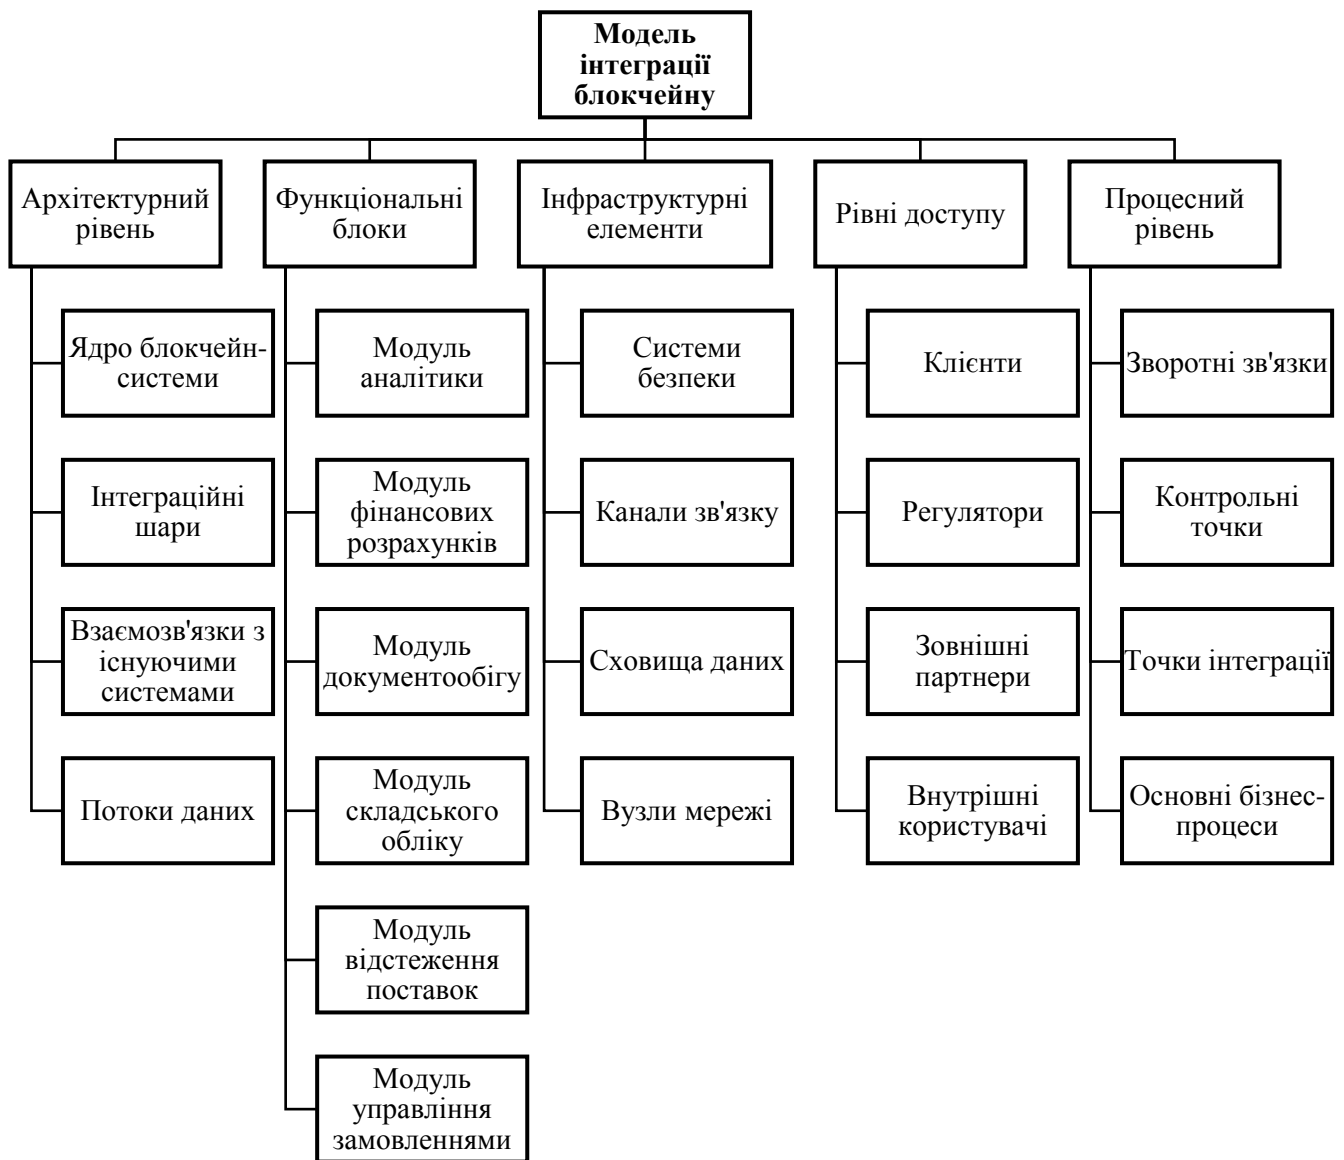 Модель
інтеграції
блокчейну
Архітектурний
рівень
Функціональні
блоки
Інфраструктурні
елементи
Рівні доступу
Процесний
рівень
Ядро блокчейн-
системи
Інтеграційні
шари
Взаємозв'язки з
існуючими
системами
Потоки даних
Модуль
аналітики
Модуль
фінансових
розрахунків
Модуль
документообігу
Модуль
складського
обліку
Модуль
відстеження
поставок
Модуль
управління
замовленнями
Системи
безпеки
Канали зв'язку
Сховища даних
Вузли мережі
Клієнти
Регулятори
Зовнішні
партнери
Внутрішні
користувачі
Зворотні зв'язки
Контрольні
точки
Точки інтеграції
Основні бізнес-
процеси